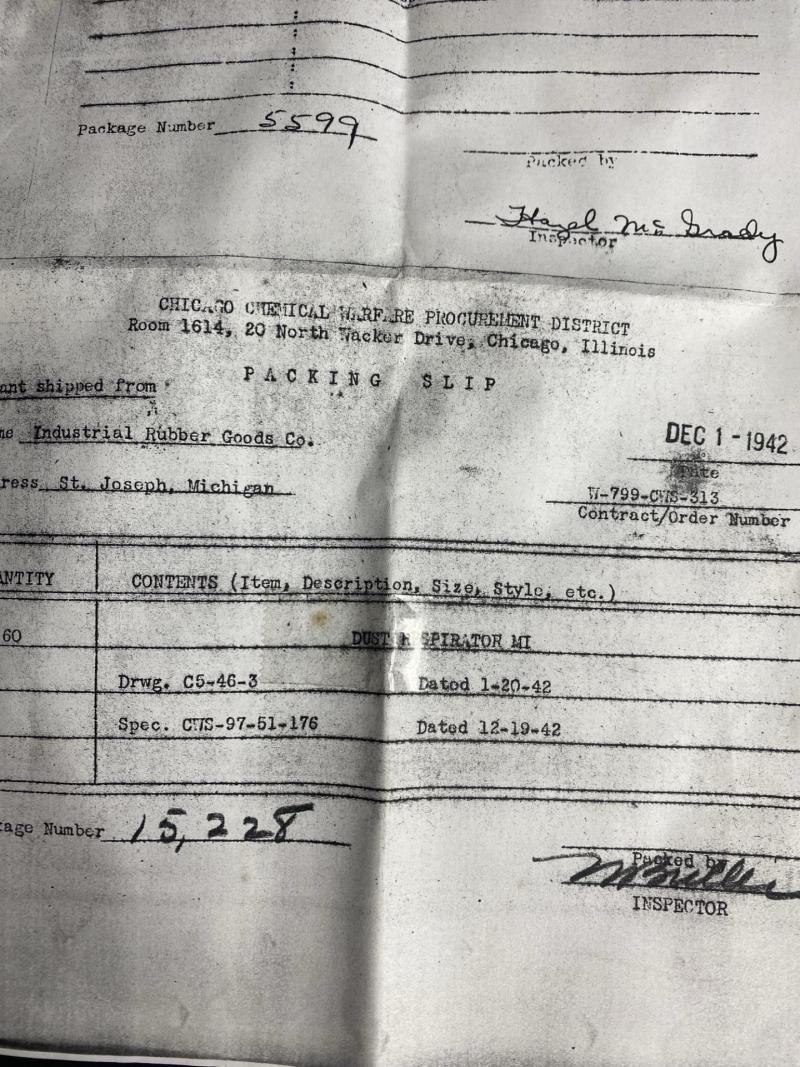 Package Number 5599
Packed by
Hazel McGrady
Inspector
CHICAGO CHEMICAL WARFARE PROCUREMENT DISTRICT
Room 1614, 20 North Wacker Drive, Chicago, Illinois
PACKING SLIP
ant shipped from
me Industrial Rubber Goods Co.
DEC 1-1942
Date
ress St. Joseph, Michigan
W-799-CWS-313
Contract/Order Number
ANTITY CONTENTS (Item, Description, Size, Style, etc.)
60 DUST R SPIRATOR MI
Drwg. C5-46-3 Dated 1-20-42
Spec. CWS-97-51-176 Dated 12-19-42
kage Number 15,228
Packed by
INSPECTOR